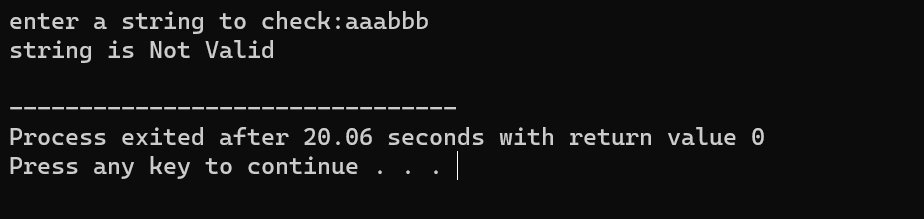 enter a string to check:aaabbb
string is Not Valid
--------------------------------
Process exited after 20.06 seconds with return value 0
Press any key to continue . . .